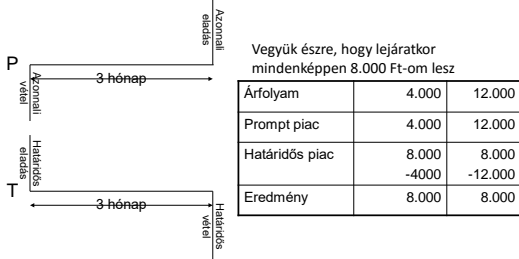 Azonnali
eladás
P
3 hónap
Azonnali
vétel
Határidős
eladás
T
3 hónap
Határidős
vétel
Vegyük észre, hogy lejáratkor
mindenképpen 8.000 Ft-om lesz
Árfolyam 4.000 12.000
Prompt piac 4.000 12.000
Határidős piac 8.000 8.000
-4000 -12.000
Eredmény 8.000 8.000